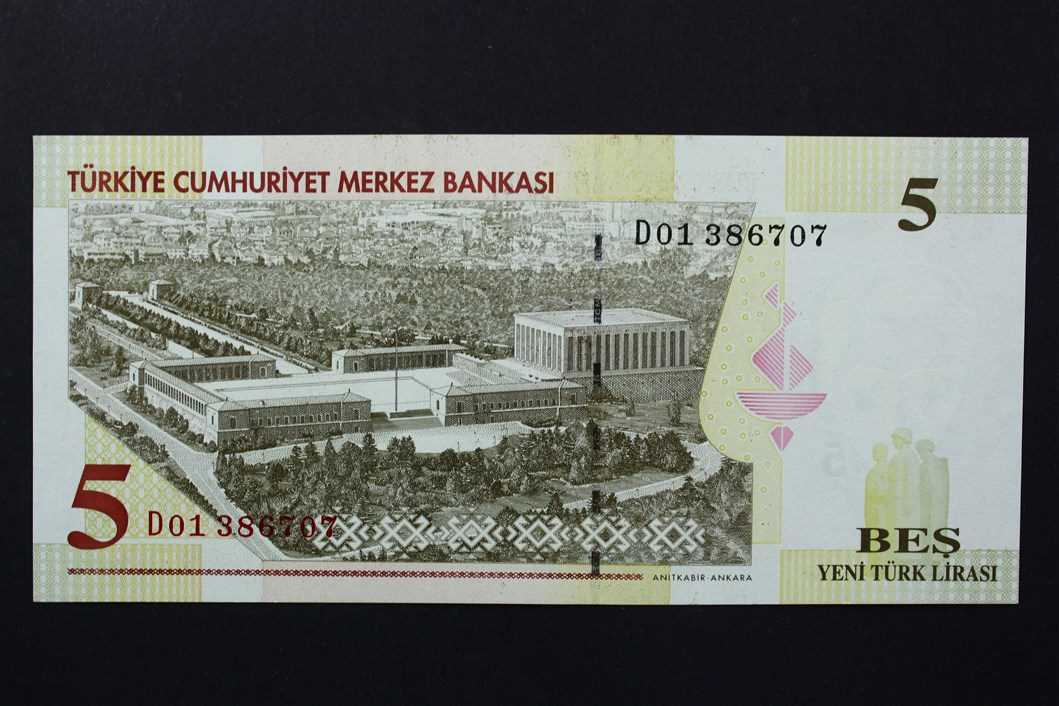 TÜRKİYE CUMHURİYET MERKEZ BANKASI
5
D01 386707
5
D01 386707
BEŞ
YENİ TÜRK LİRASI
ANITKABİR-ANKARA